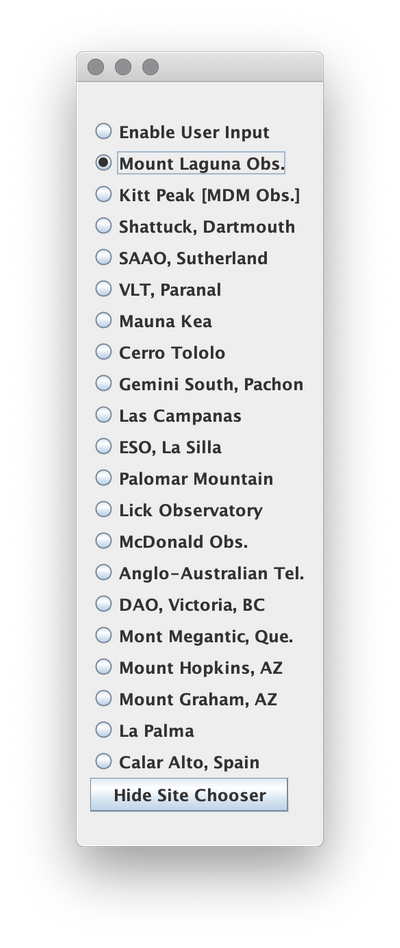 Enable User Input
Mount Laguna Obs.
Kitt Peak [MDM Obs.]
Shattuck, Dartmouth
SAAO, Sutherland
VLT, Paranal
Mauna Kea
Cerro Tololo
Gemini South, Pachon
Las Campanas
ESO, La Silla
Palomar Mountain
Lick Observatory
McDonald Obs.
Anglo-Australian Tel.
DAO, Victoria, BC
Mont Megantic, Que.
Mount Hopkins, AZ
Mount Graham, AZ
La Palma
Calar Alto, Spain
Hide Site Chooser